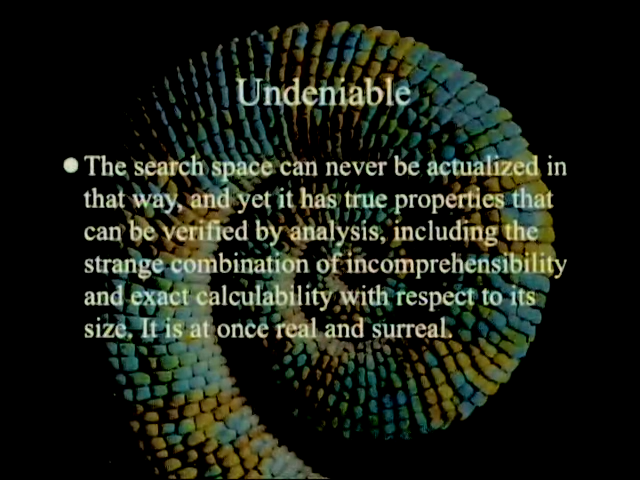 Undeniable
The search space can never be actualized in
that way, and yet it has true properties that
can be verified by analysis, including the
strange combination of incomprehensibility
and exact calculability with respect to its
size. It is at once real and surreal.